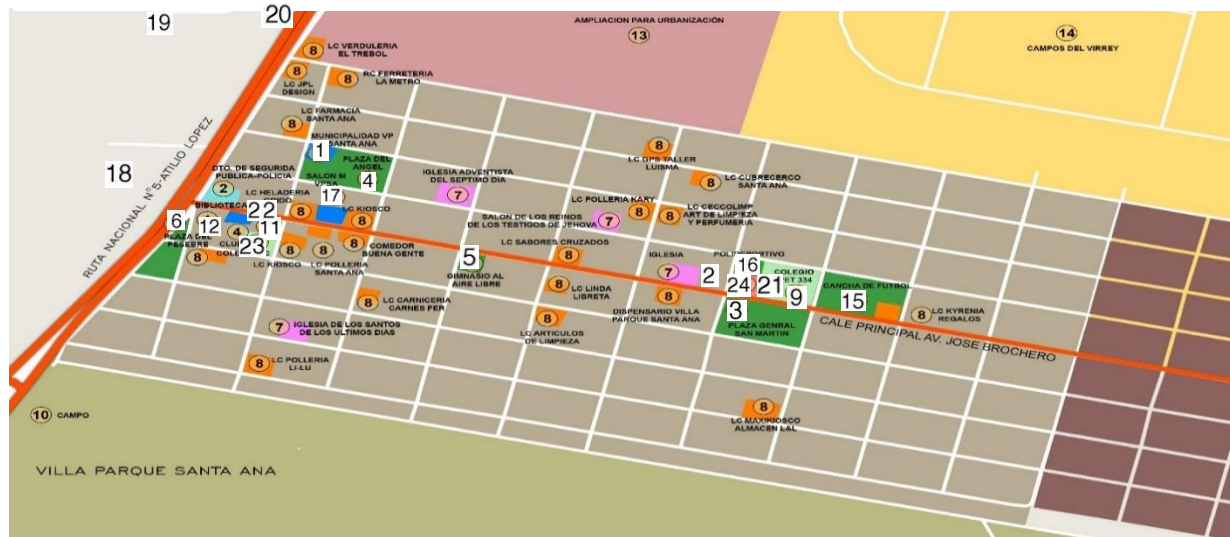 19
20
AMPLIACION PARA URBANIZACIÓN
13
14
CAMPOS DEL VIRREY
8
LC VERDULERIA
EL TREBOL
8
LC JPL
DESIGN
8
RC FERRETERIA
LA METRO
8
LC FARMACIA
SANTA ANA
MUNICIPALIDAD VP
SANTA ANA
1
PLAZA DEL
ANGEL
4
18
RUTA NACIONAL N°5-ATILIO LOPEZ
DTO. DE SEGURIDA
PUBLICA-POLICIA
2
SALON M
17
LC HELADERIA
8
LC KIOSCO
8
BIBLIOTECA
22
6
12
4
11
23
PLAZA DEL
PESEBRE
8
8
LC KIOSCO
8
LC POLLERIA
SANTA ANA
8
COMEDOR
BUENA GENTE
IGLESIA ADVENTISTA
DEL SEPTIMO DIA
7
8
LC GPS TALLER
LUISMA
8
LC CUBRECERCO
SANTA ANA
LC POLLERIA KARY
8
8
LC CECCOLIMP
ART DE LIMPIEZA
Y PERFUMERIA
SALON DE LOS REINOS
DE LOS TESTIGOS DE JEHOVA
7
LC SABORES CRUZADOS
8
5
GIMNASIO AL
AIRE LIBRE
IGLESIA
7
2
POLIDEPORTIVO
16
24
21
COLEGIO
ET 334
9
3
PLAZA GENRAL
SAN MARTIN
CANCHA DE FUTBOL
15
8
LC KYRENIA
REGALOS
CALE PRINCIPAL AV. JOSE BROCHERO
8
LC LINDA
LIBRETA
8
DISPENSARIO VILLA
PARQUE SANTA ANA
8
LC CARNICERIA
CARNES FER
8
LC ARTICULOS
DE LIMPIEZA
7
IGLESIA DE LOS SANTOS
DE LOS ULTIMOS DIAS
8
LC POLLERIA
LI-LU
8
LC MAXIKIOSCO
ALMACEN L&L
10
CAMPO
VILLA PARQUE SANTA ANA